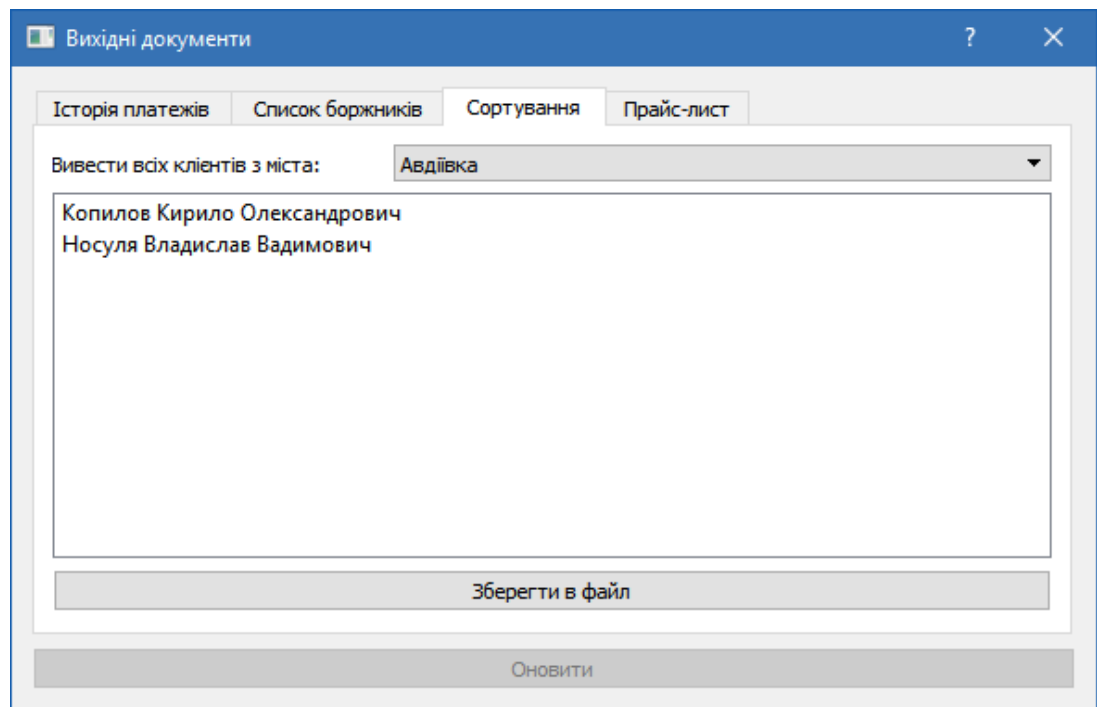 Вихідні документи ?
Історія платежів Список боржників Сортування Прайс-лист
Вивести всіх клієнтів з міста: Авдіївка
Копилов Кирило Олександрович
Носуля Владислав Вадимович
Зберегти в файл
Оновити